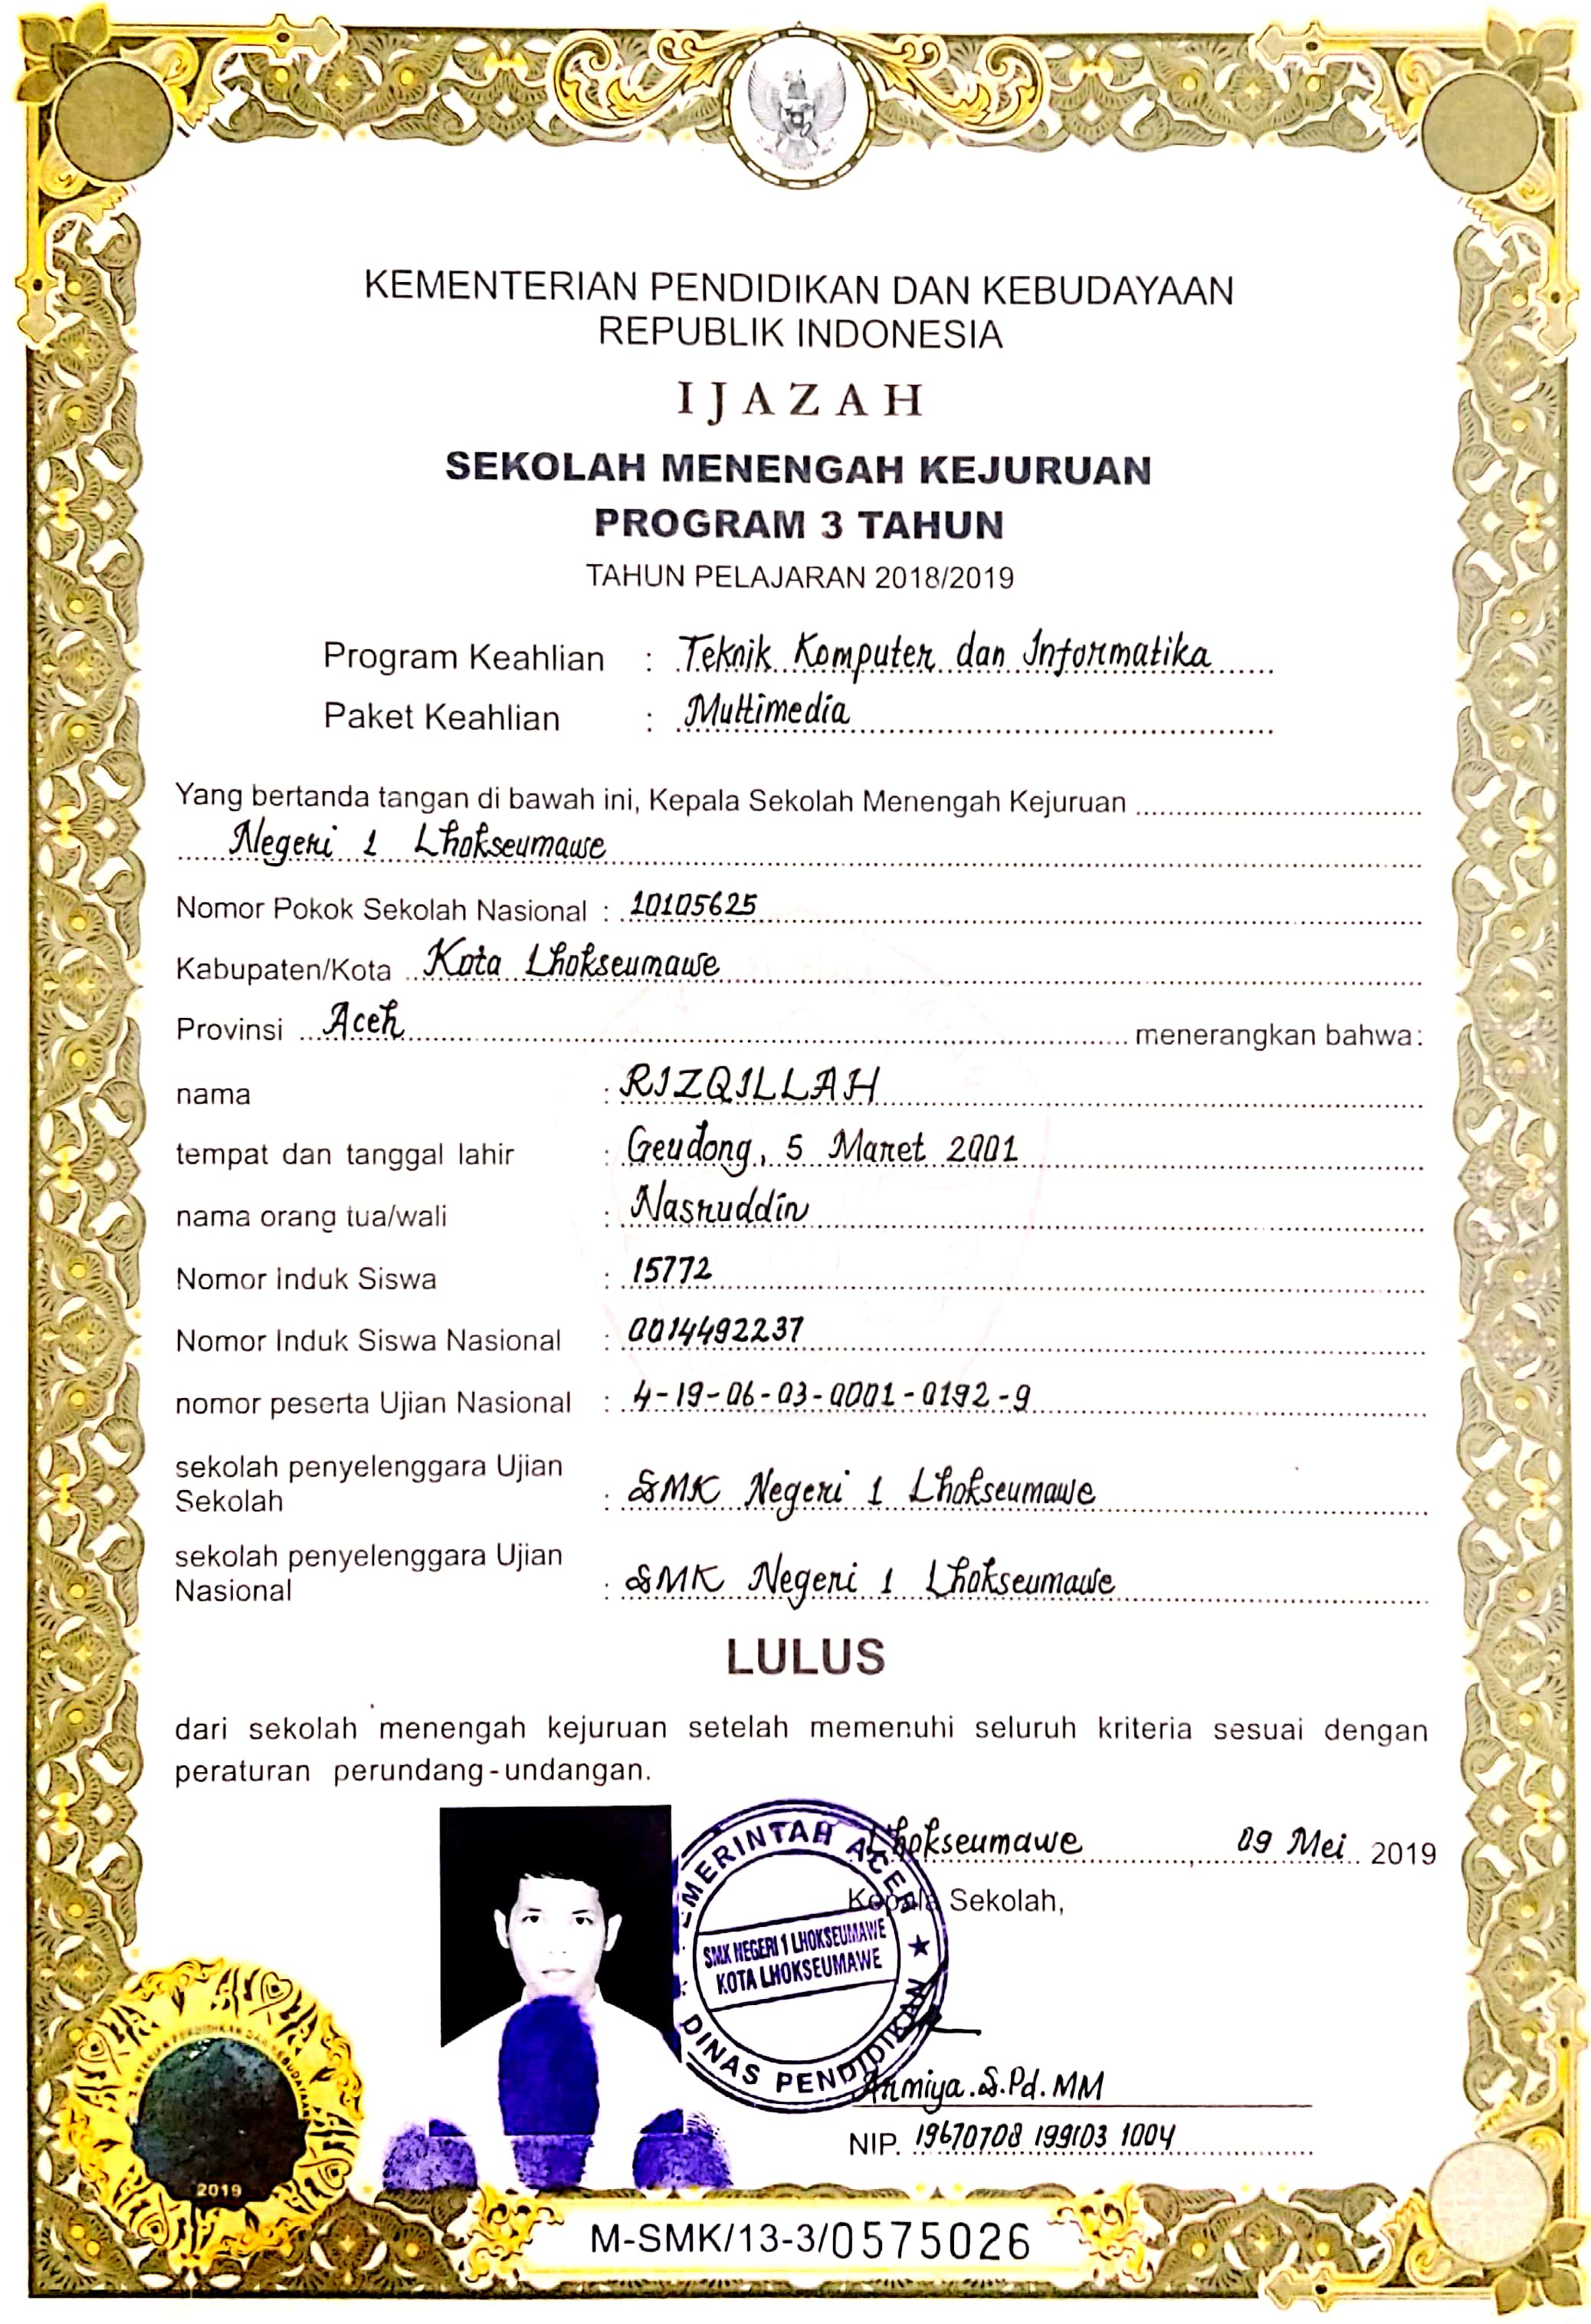 KEMENTERIAN PENDIDIKAN DAN KEBUDAYAAN
REPUBLIK INDONESIA
IJAZAH
SEKOLAH MENENGAH KEJURUAN
PROGRAM 3 TAHUN
TAHUN PELAJARAN 2018/2019
Program Keahlian : Teknik Komputer dan Informatika
Paket Keahlian : Multimedia
Yang bertanda tangan di bawah ini, Kepala Sekolah Menengah Kejuruan
Negeri 1 Lhokseumawe
Nomor Pokok Sekolah Nasional : 10105625
Kabupaten/Kota Kota Lhokseumawe
Provinsi Aceh menerangkan bahwa:
nama : RIZQILLAH
tempat dan tanggal lahir : Geudong, 5 Maret 2001
nama orang tua/wali : Nasruddin
Nomor Induk Siswa : 15772
Nomor Induk Siswa Nasional : 0014492237
nomor peserta Ujian Nasional : 4-19-06-03-0001-0192-9
sekolah penyelenggara Ujian
Sekolah : SMK Negeri 1 Lhokseumawe
sekolah penyelenggara Ujian
Nasional : SMK Negeri 1 Lhokseumawe
LULUS
dari sekolah menengah kejuruan setelah memenuhi seluruh kriteria sesuai dengan
peraturan perundang-undangan.
Lhokseumawe, 09 Mei 2019
Kepala Sekolah,
PEMERINTAH ACEH
SMK NEGERI 1 LHOKSEUMAWE
KOTA LHOKSEUMAWE
DINAS PENDIDIKAN
Anmiya.S.Pd.MM
NIP. 19670708 199103 1004
PENDIDIKAN DAN KEBUDAYAAN
2019
M-SMK/13-3/0575026